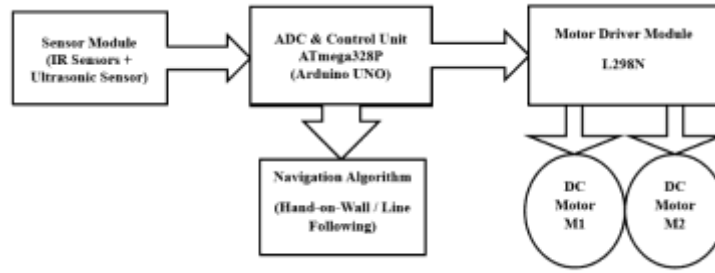 Sensor Module
(IR Sensors +
Ultrasonic Sensor)
ADC & Control Unit
ATmega328P
(Arduino UNO)
Motor Driver Module
L298N
Navigation Algorithm
(Hand-on-Wall / Line
Following)
DC
Motor
M1
DC
Motor
M2